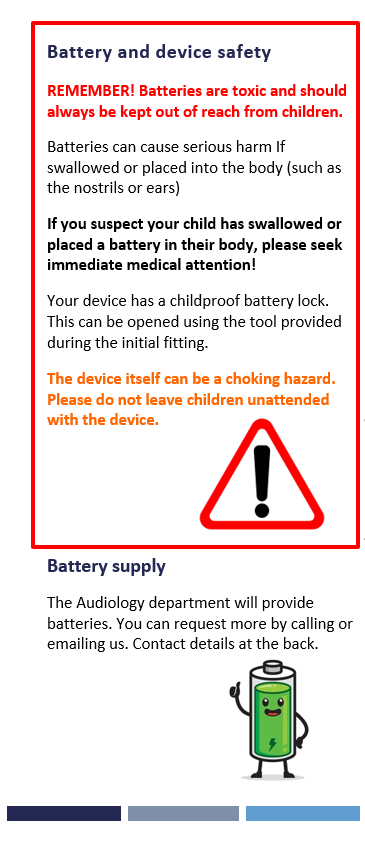 Battery and device safety
REMEMBER! Batteries are toxic and should
always be kept out of reach from children.
Batteries can cause serious harm If
swallowed or placed into the body (such as
the nostrils or ears)
If you suspect your child has swallowed or
placed a battery in their body, please seek
immediate medical attention!
Your device has a childproof battery lock.
This can be opened using the tool provided
during the initial fitting.
The device itself can be a choking hazard.
Please do not leave children unattended
with the device.
Battery supply
The Audiology department will provide
batteries. You can request more by calling or
emailing us. Contact details at the back.